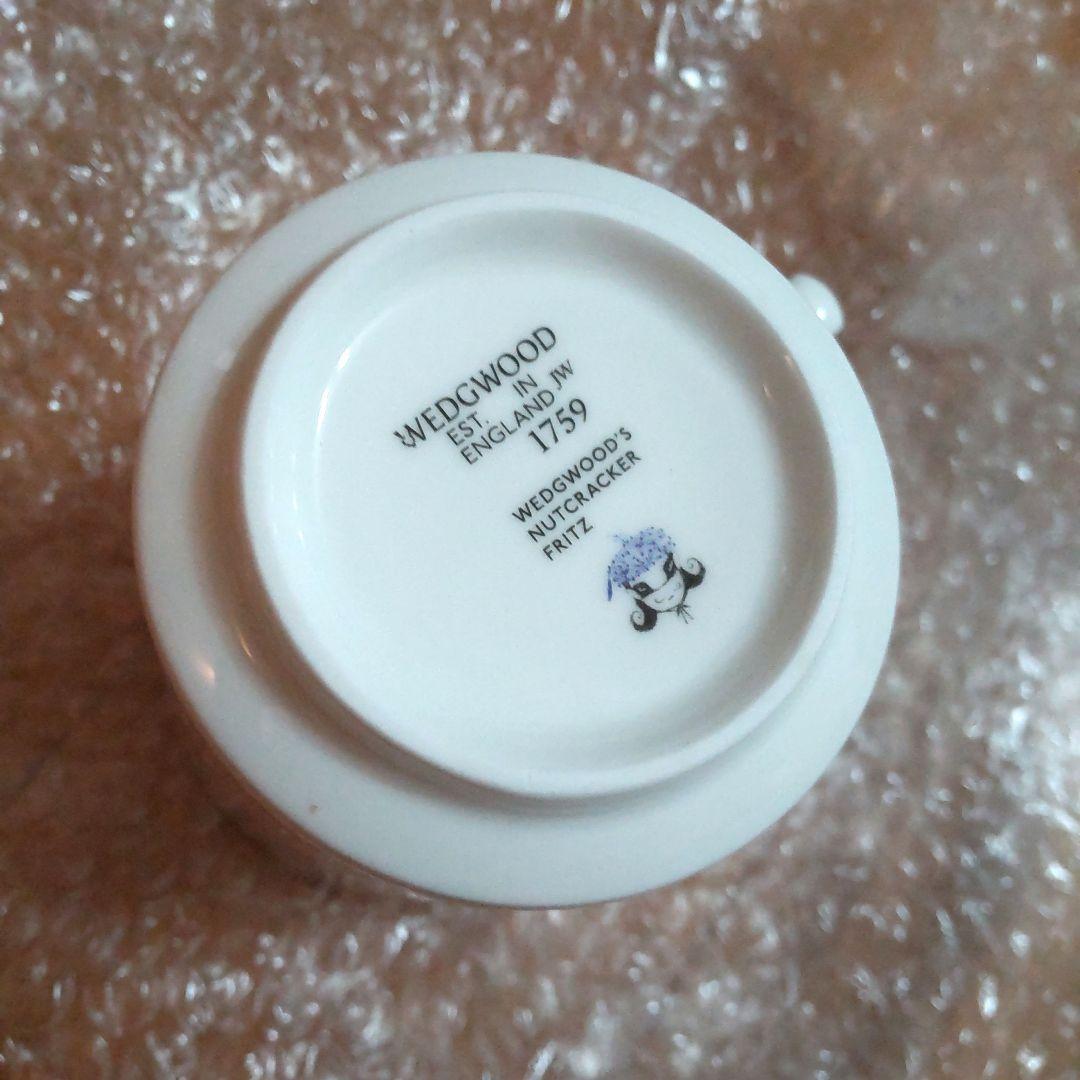 WEDGWOOD
EST. IN
ENGLAND JW
1759
WEDGWOOD'S
NUTCRACKER
FRITZ